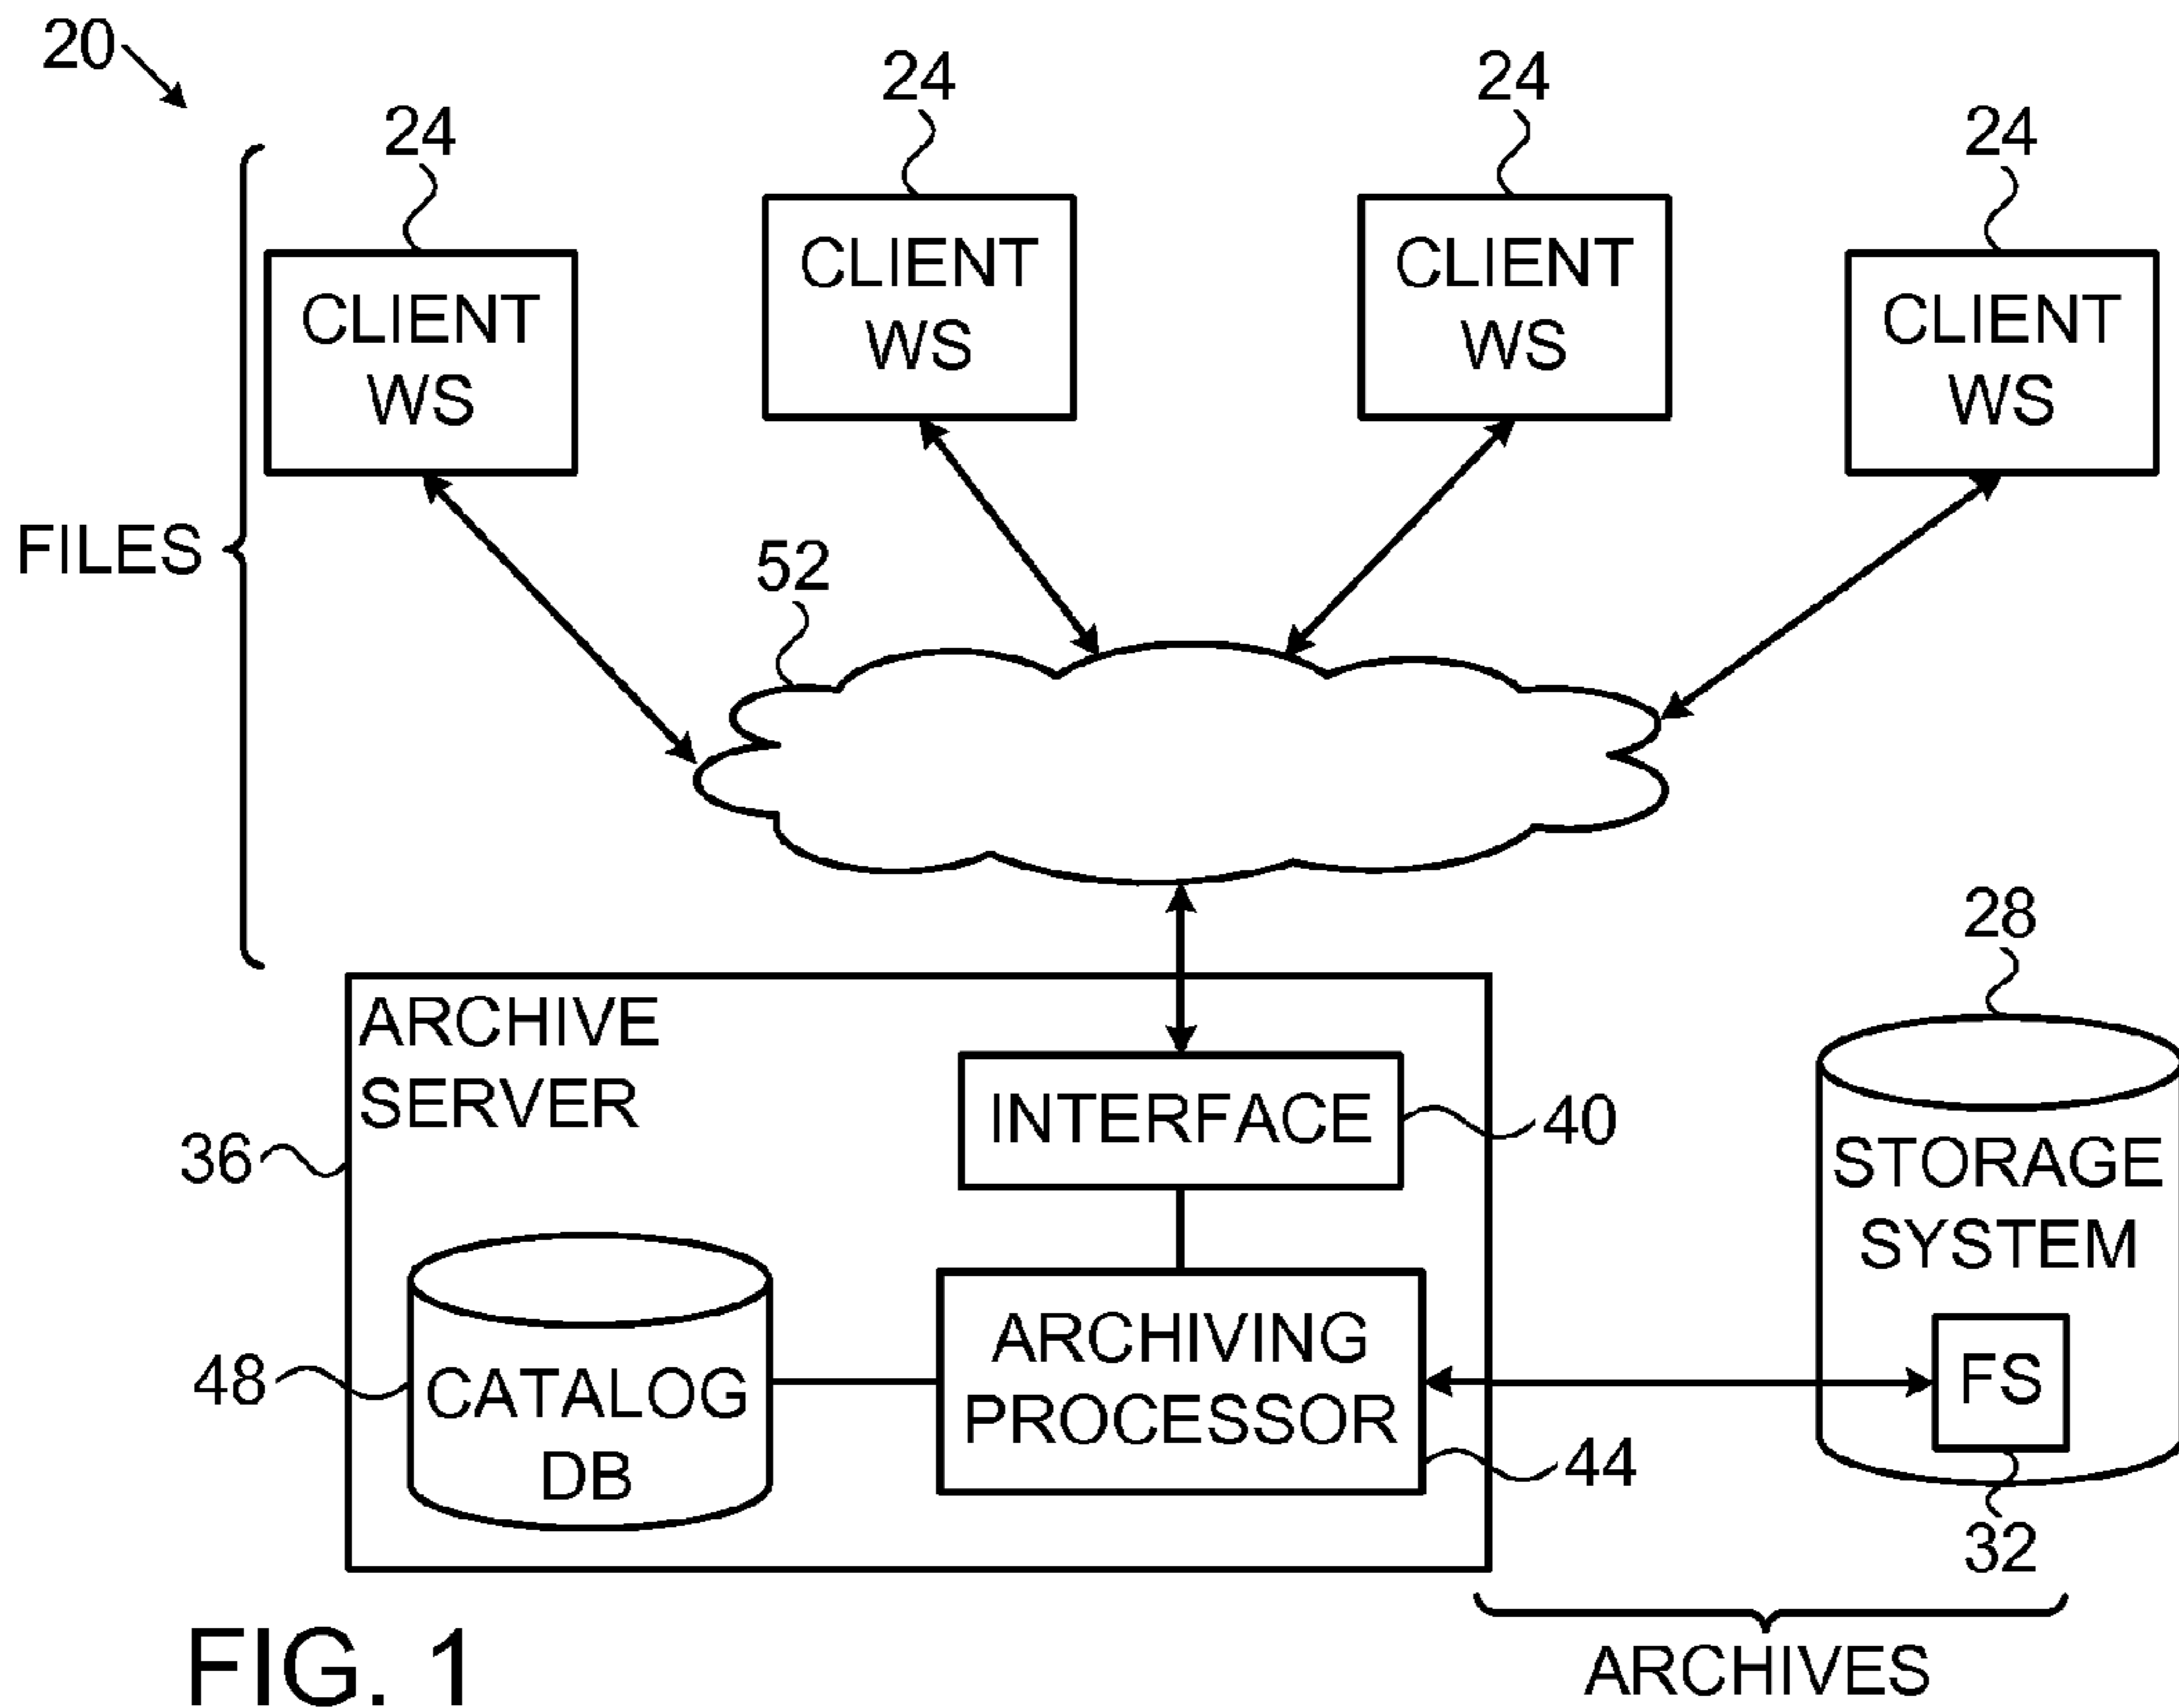 20
24
24
24
24
CLIENT
WS
CLIENT
WS
CLIENT
WS
CLIENT
WS
FILES
52
28
ARCHIVE
SERVER
INTERFACE
40
36
STORAGE
SYSTEM
ARCHIVING
PROCESSOR
FS
48
CATALOG
DB
44
32
ARCHIVES
FIG. 1